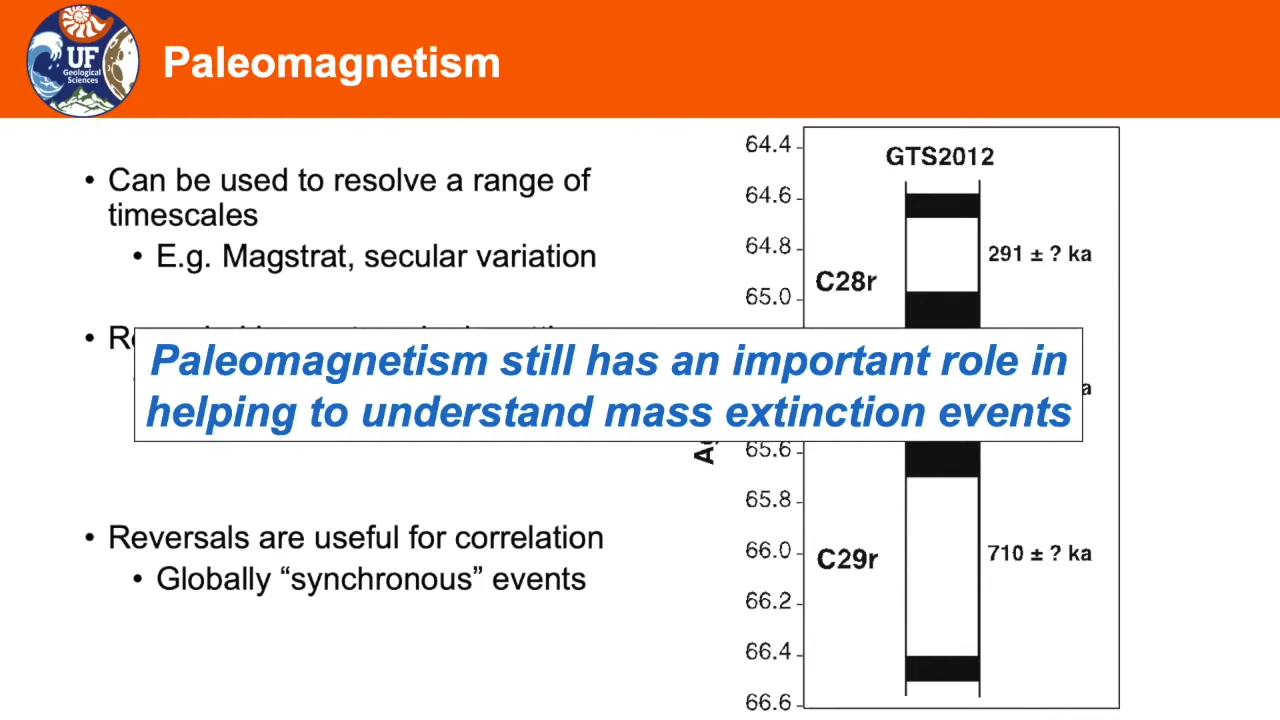 UF
Geological
Sciences
Paleomagnetism
• Can be used to resolve a range of
timescales
• E.g. Magstrat, secular variation
• Reversals are useful for correlation
• Globally “synchronous” events
Paleomagnetism still has an important role in
helping to understand mass extinction events
GTS2012
64.4
64.6
64.8
291 ± ? ka
C28r
65.0
65.6
65.8
66.0
C29r
710 ± ? ka
66.2
66.4
66.6